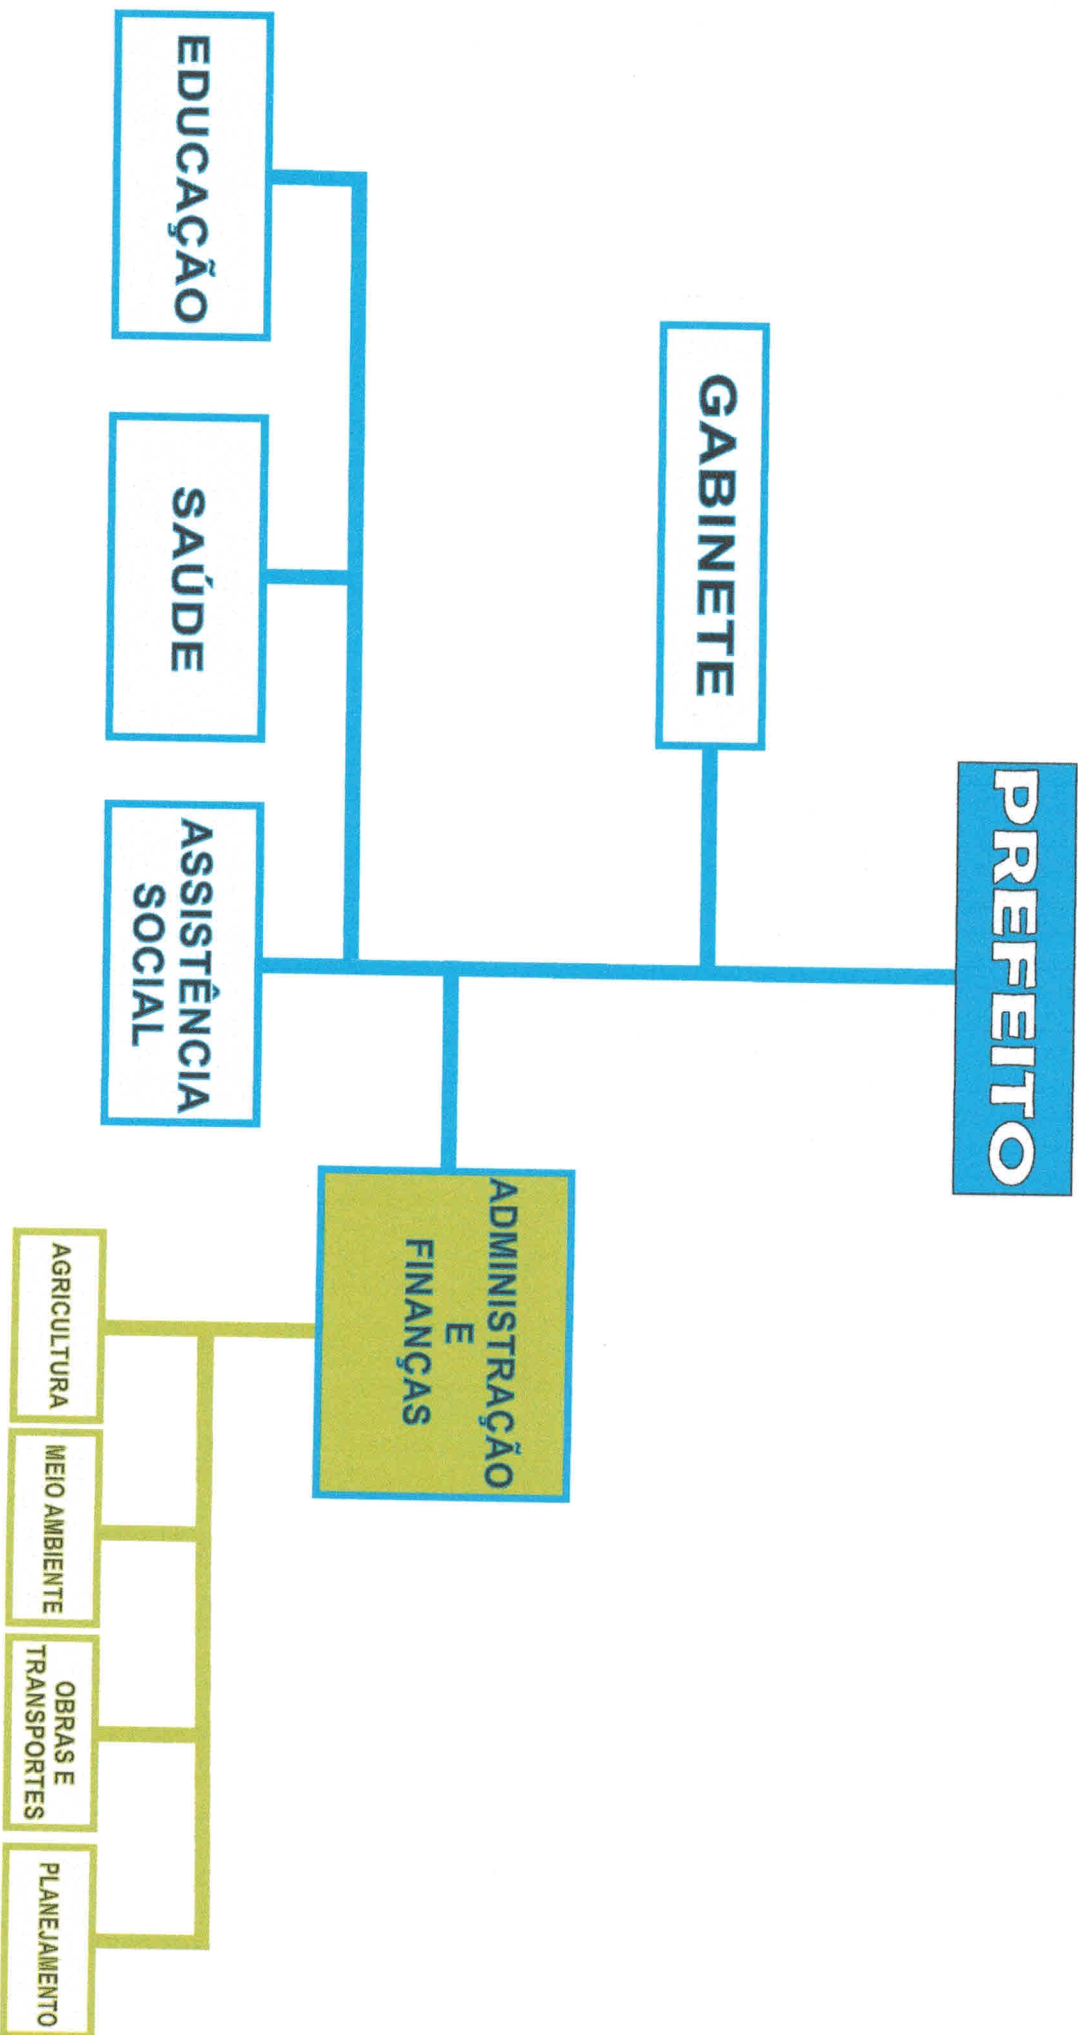 PREFEITO
GABINETE
ADMINISTRAÇÃO
E
FINANÇAS
EDUCAÇÃO
SAÚDE
ASSISTÊNCIA
SOCIAL
AGRICULTURA
MEIO AMBIENTE
OBRAS E
TRANSPORTES
PLANEJAMENTO